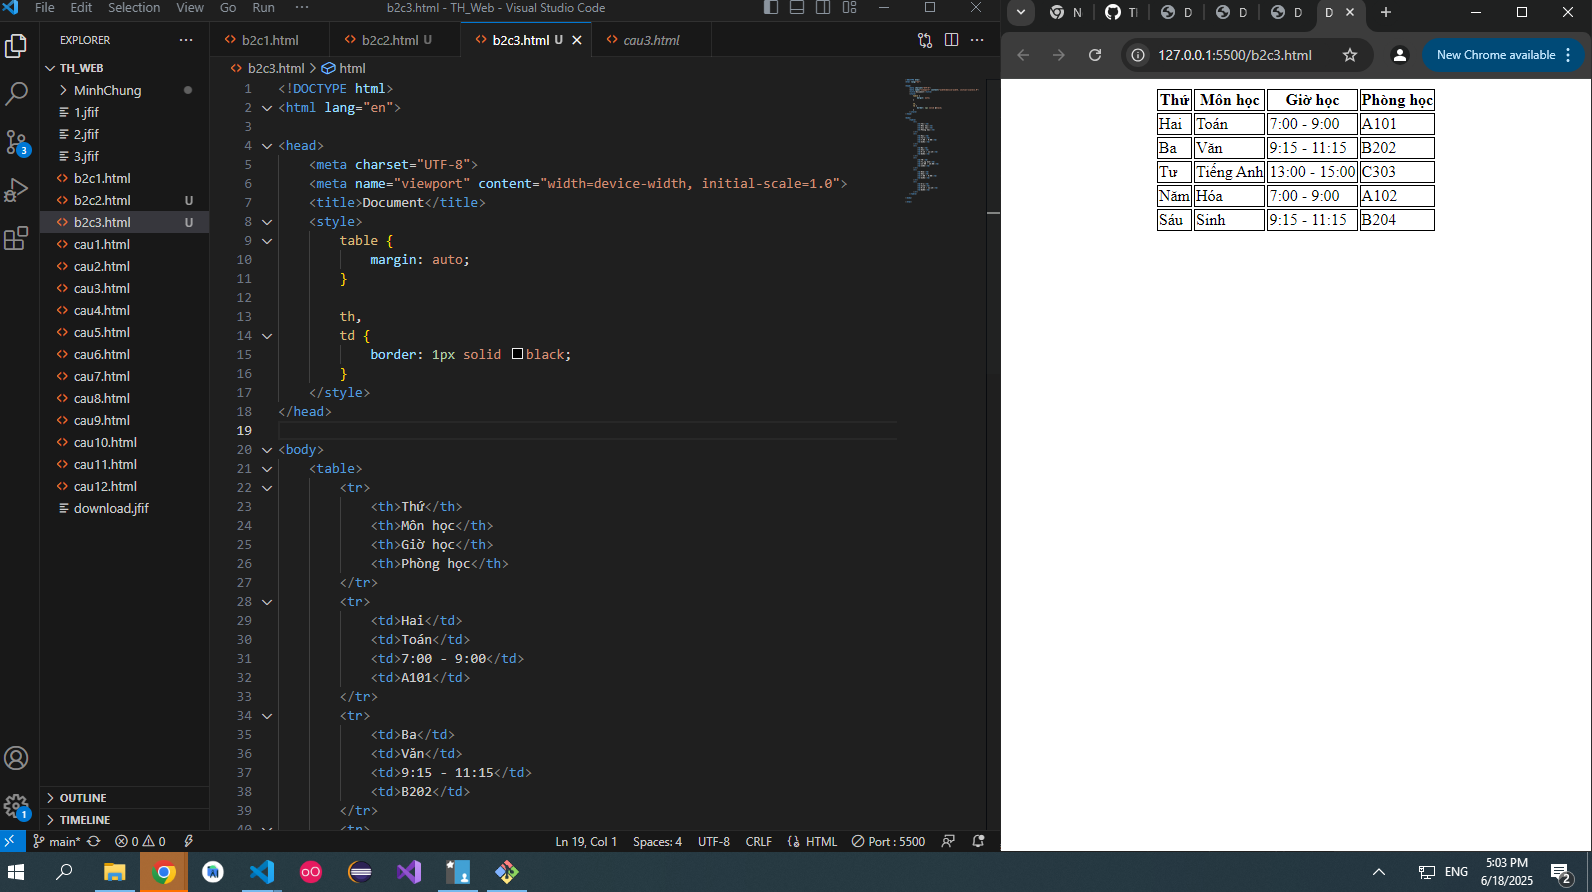 File Edit Selection View Go Run ··· b2c3.html - TH_Web - Visual Studio Code
EXPLORER ···
TH_WEB
MinhChung
1.jfif
2.jfif
3.jfif
b2c1.html
b2c2.html U
b2c3.html U
cau1.html
cau2.html
cau3.html
cau4.html
cau5.html
cau6.html
cau7.html
cau8.html
cau9.html
cau10.html
cau11.html
cau12.html
download.jfif
OUTLINE
TIMELINE
3
1
b2c1.html b2c2.html U b2c3.html U cau3.html ···
b2c3.html > html
1 <!DOCTYPE html>
2 <html lang="en">
3
4 <head>
5 <meta charset="UTF-8">
6 <meta name="viewport" content="width=device-width, initial-scale=1.0">
7 <title>Document</title>
8 <style>
9 table {
10 margin: auto;
11 }
12
13 th,
14 td {
15 border: 1px solid black;
16 }
17 </style>
18 </head>
19
20 <body>
21 <table>
22 <tr>
23 <th>Thứ</th>
24 <th>Môn học</th>
25 <th>Giờ học</th>
26 <th>Phòng học</th>
27 </tr>
28 <tr>
29 <td>Hai</td>
30 <td>Toán</td>
31 <td>7:00 - 9:00</td>
32 <td>A101</td>
33 </tr>
34 <tr>
35 <td>Ba</td>
36 <td>Văn</td>
37 <td>9:15 - 11:15</td>
38 <td>B202</td>
39 </tr>
40 <tr>
main* 0 0 Ln 19, Col 1 Spaces: 4 UTF-8 CRLF HTML Port : 5500
N TI D D D D
127.0.0.1:5500/b2c3.html New Chrome available
Thứ Môn học Giờ học Phòng học
Hai Toán 7:00 - 9:00 A101
Ba Văn 9:15 - 11:15 B202
Tư Tiếng Anh 13:00 - 15:00 C303
Năm Hóa 7:00 - 9:00 A102
Sáu Sinh 9:15 - 11:15 B204
ENG
5:03 PM
6/18/2025
2